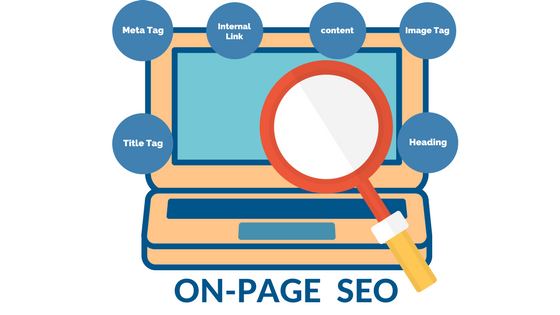 Meta Tag
Internal
Link
content
Image Tag
Title Tag
Heading
ON-PAGE SEO